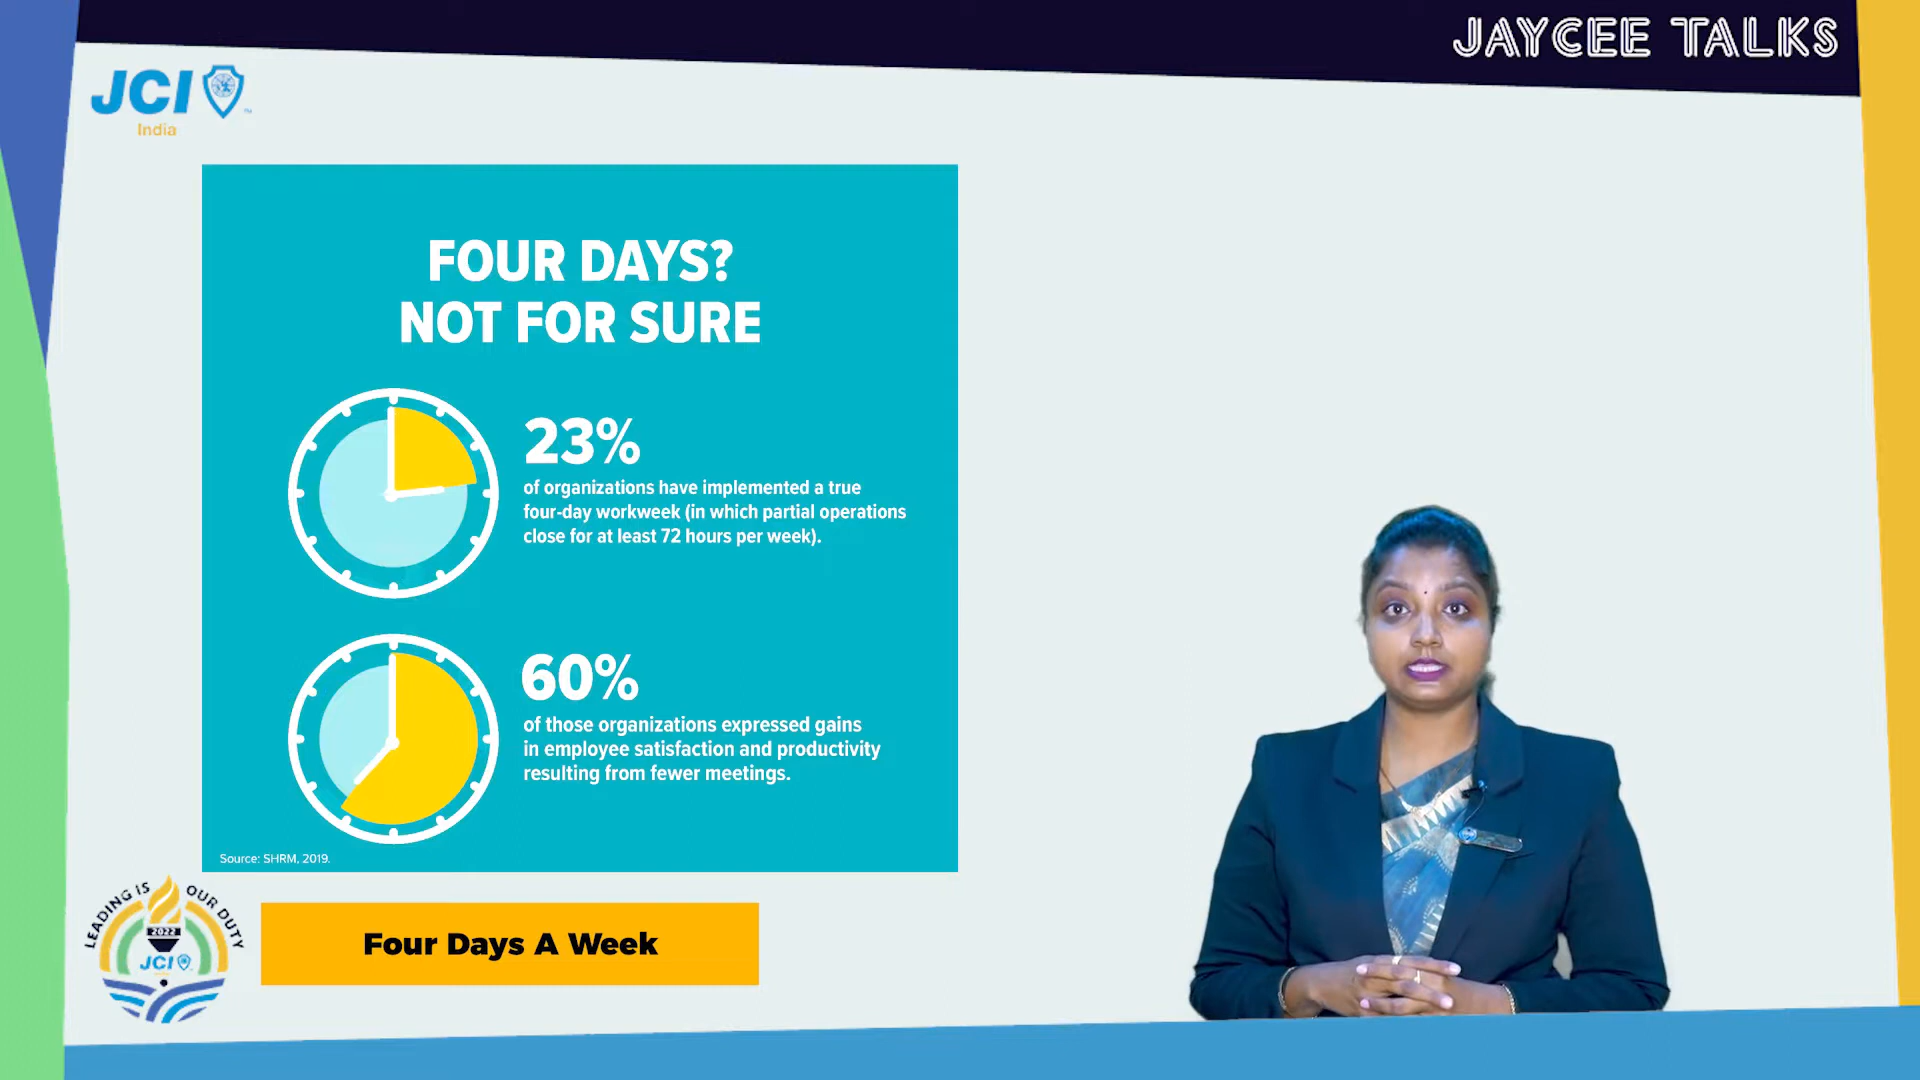 JAYCEE TALKS
JCI
India
FOUR DAYS?
NOT FOR SURE
23%
of organizations have implemented a true
four-day workweek (in which partial operations
close for at least 72 hours per week).
60%
of those organizations expressed gains
in employee satisfaction and productivity
resulting from fewer meetings.
Source: SHRM, 2019.
LEADING IS OUR DUTY
2022
JCI
Four Days A Week